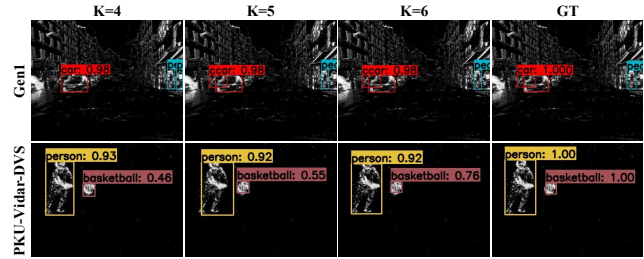 K=4 K=5 K=6 GT
Gen1
car: 0.98 car: 0.98 car: 0.98 car: 1.000
PKU-Vidar-DVS
person: 0.93 person: 0.92 person: 0.92 person: 1.00
basketball: 0.46 basketball: 0.55 basketball: 0.76 basketball: 1.00